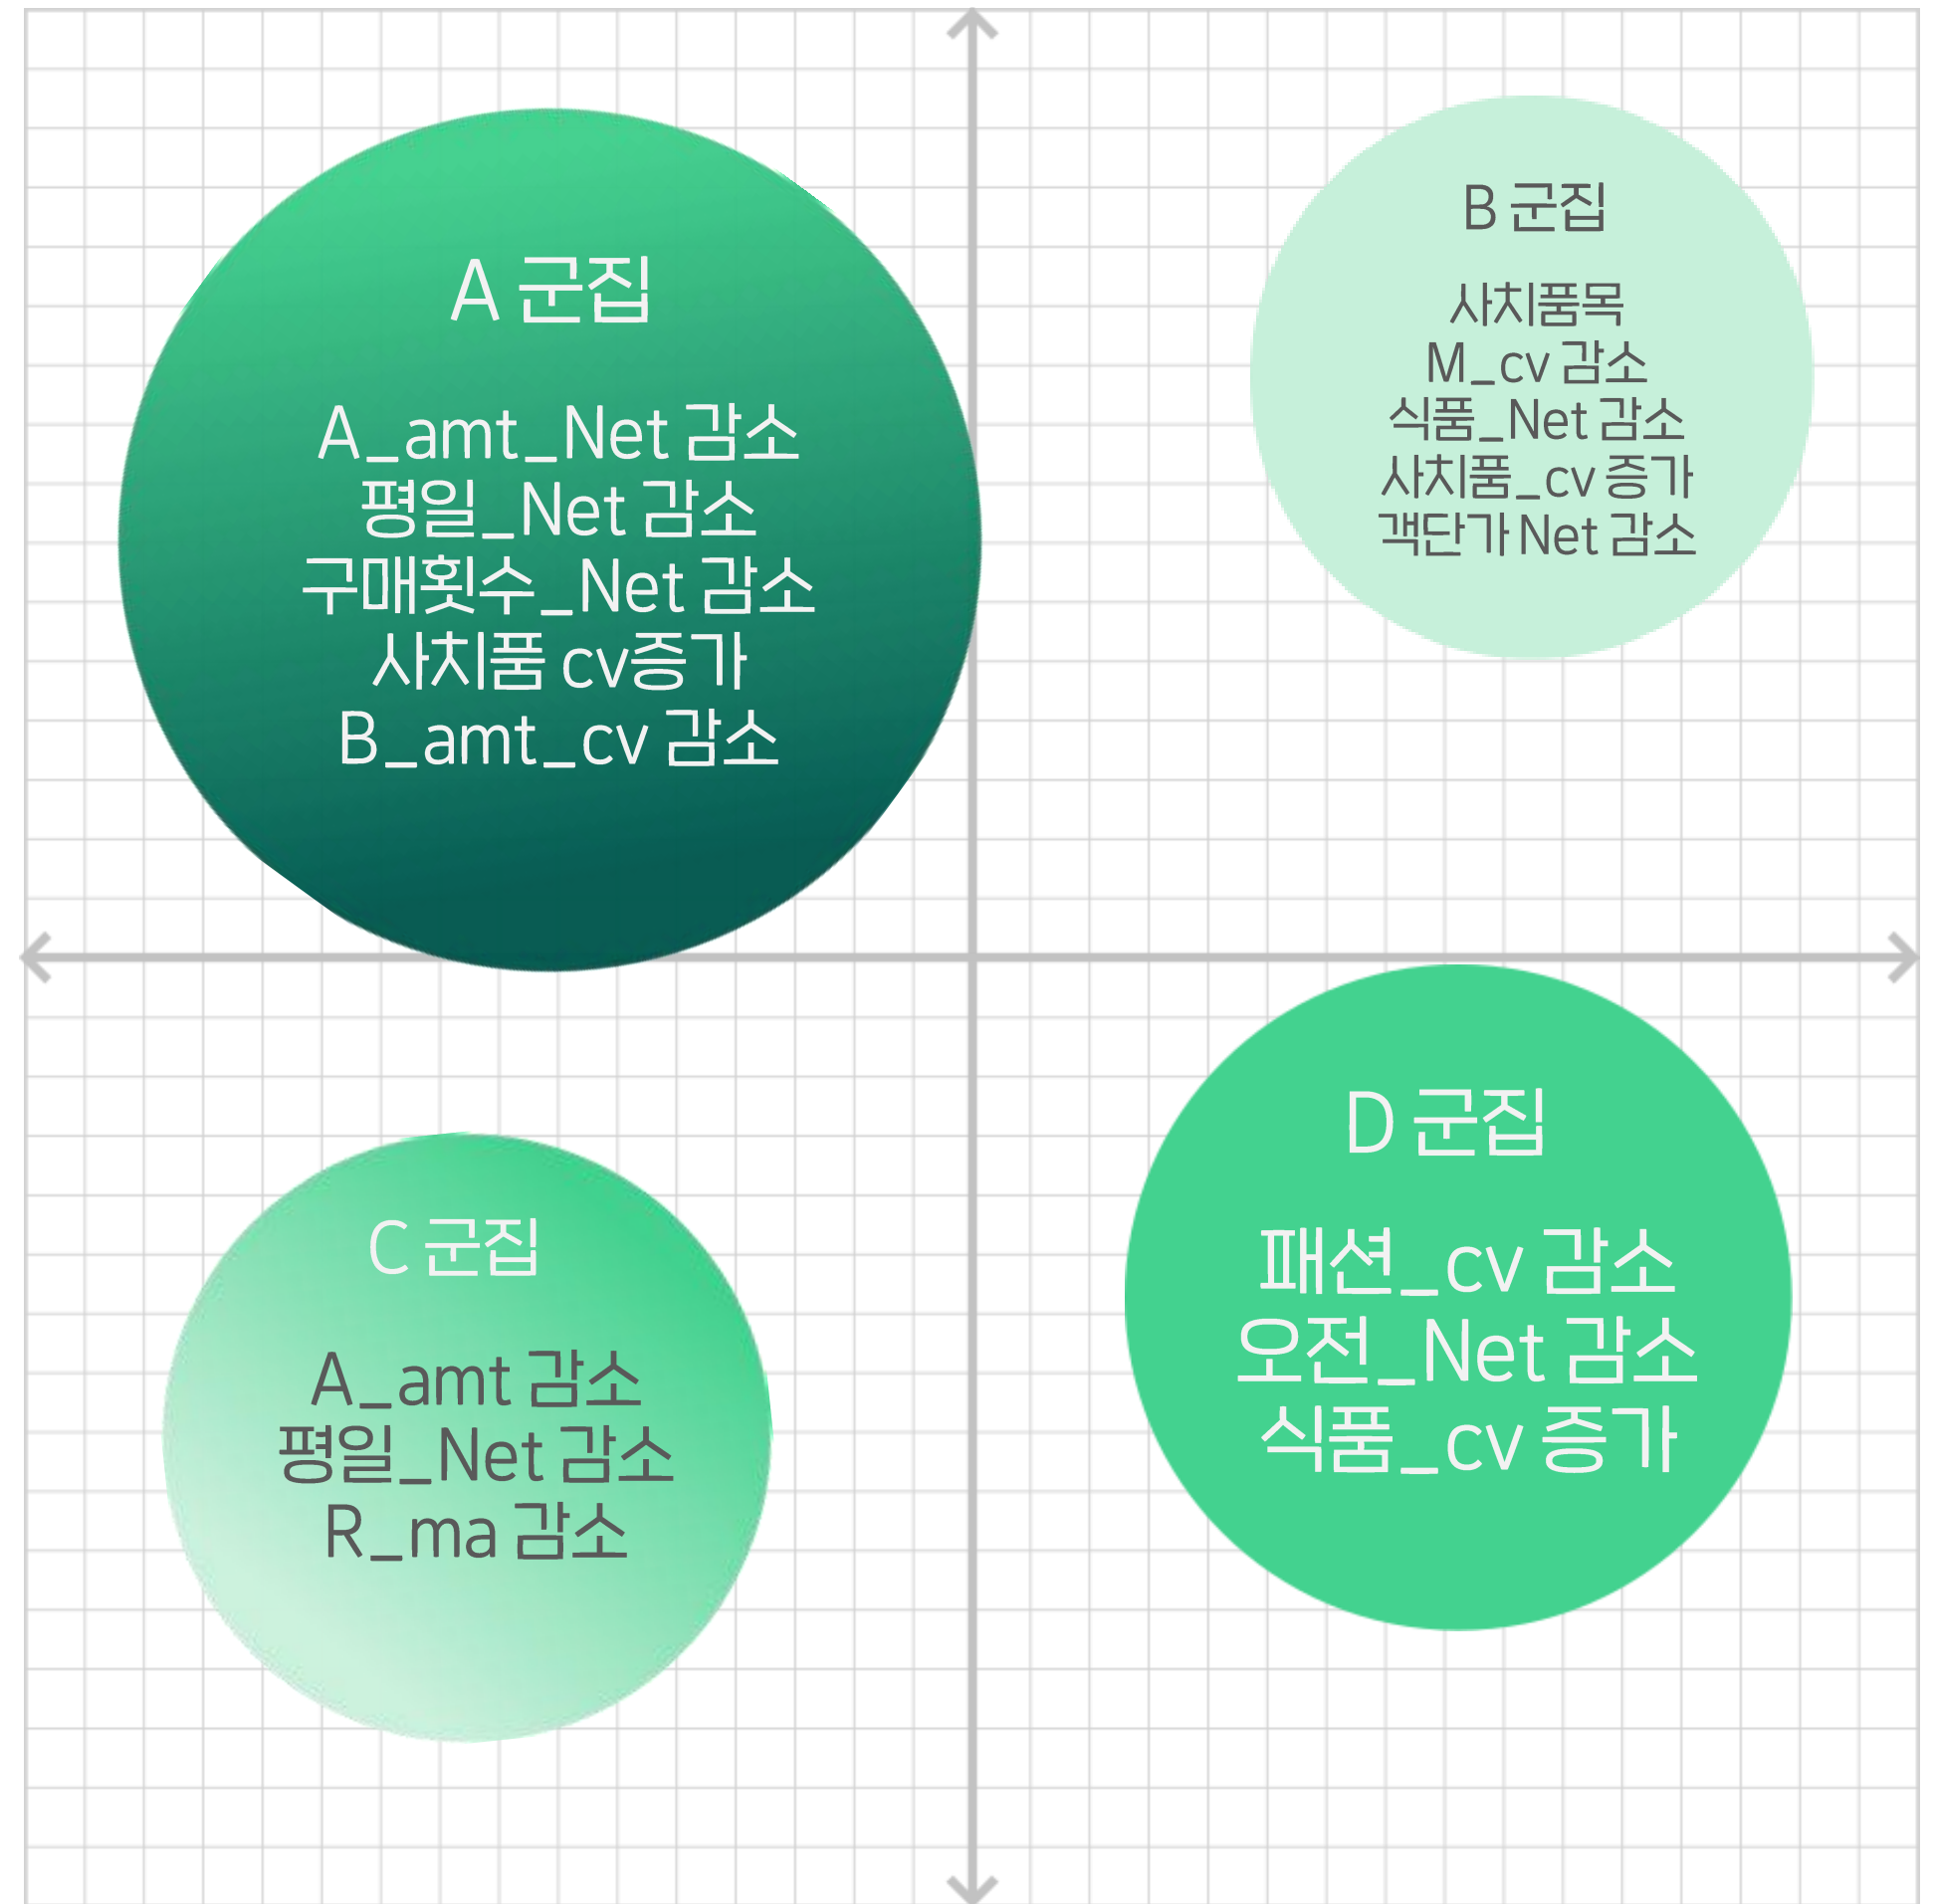 A 군집
A_amt_Net 감소
평일_Net 감소
구매횟수_Net 감소
사치품 cv증가
B_amt_cv 감소
B 군집
사치품목
M_cv 감소
식품_Net 감소
사치품_cv 증가
객단가 Net 감소
C 군집
A_amt 감소
평일_Net 감소
R_ma 감소
D 군집
패션_cv 감소
오전_Net 감소
식품_cv 증가